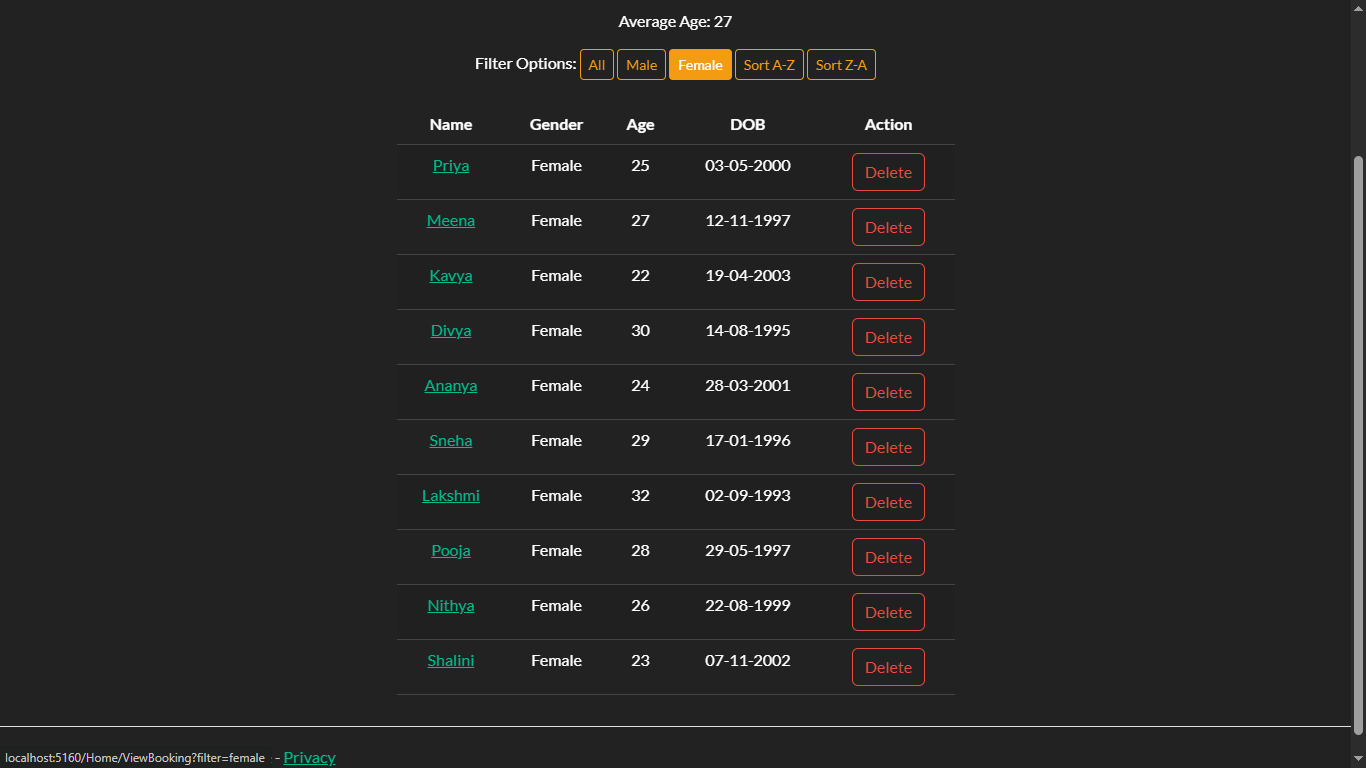 Average Age: 27
Filter Options: All Male Female Sort A-Z Sort Z-A
Name Gender Age DOB Action
Priya Female 25 03-05-2000 Delete
Meena Female 27 12-11-1997 Delete
Kavya Female 22 19-04-2003 Delete
Divya Female 30 14-08-1995 Delete
Ananya Female 24 28-03-2001 Delete
Sneha Female 29 17-01-1996 Delete
Lakshmi Female 32 02-09-1993 Delete
Pooja Female 28 29-05-1997 Delete
Nithya Female 26 22-08-1999 Delete
Shalini Female 23 07-11-2002 Delete
localhost:5160/Home/ViewBooking?filter=female - Privacy